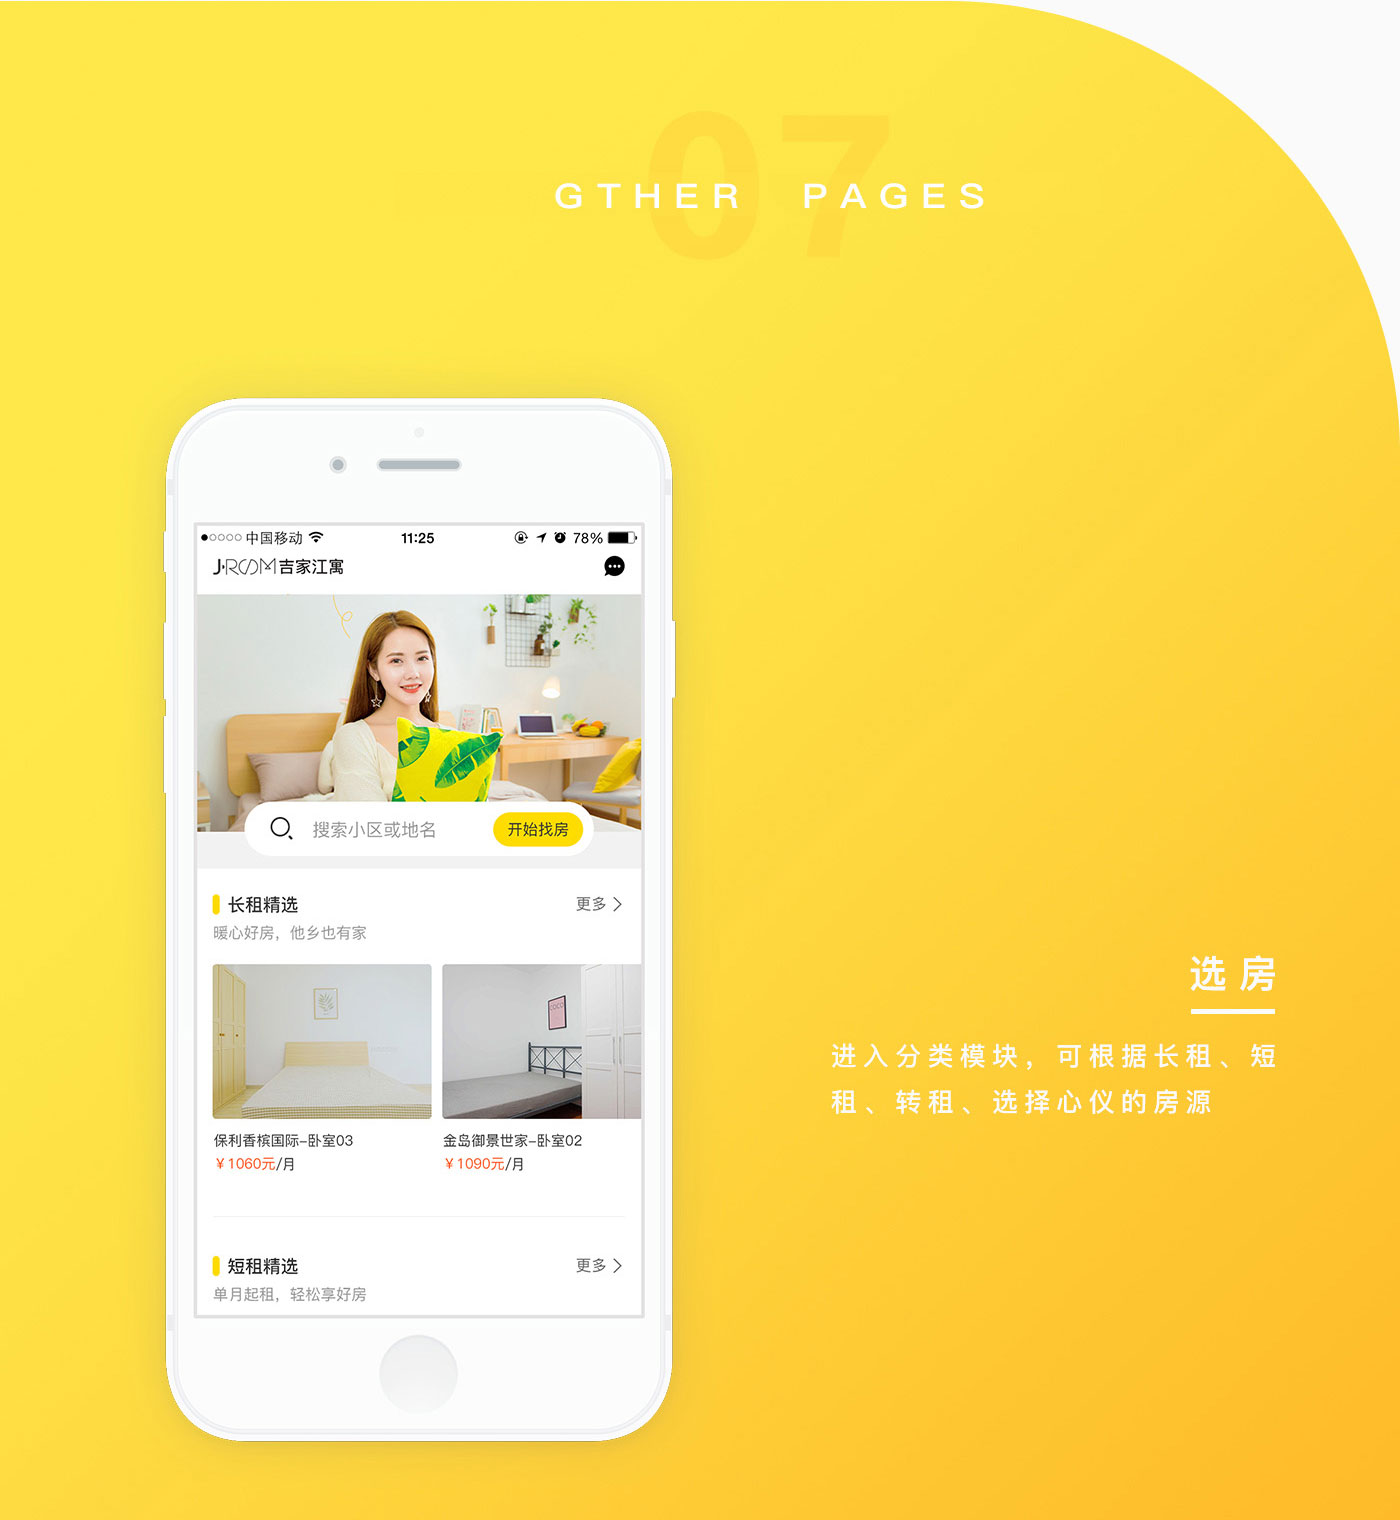 07
GTHER PAGES
中国移动 11:25 78%
J·ROOM吉家江寓
搜索小区或地名 开始找房
长租精选 更多
暖心好房，他乡也有家
保利香槟国际-卧室03 金岛御景世家-卧室02
￥1060元/月 ￥1090元/月
短租精选 更多
单月起租，轻松享好房
选房
进入分类模块，可根据长租、短
租、转租、选择心仪的房源